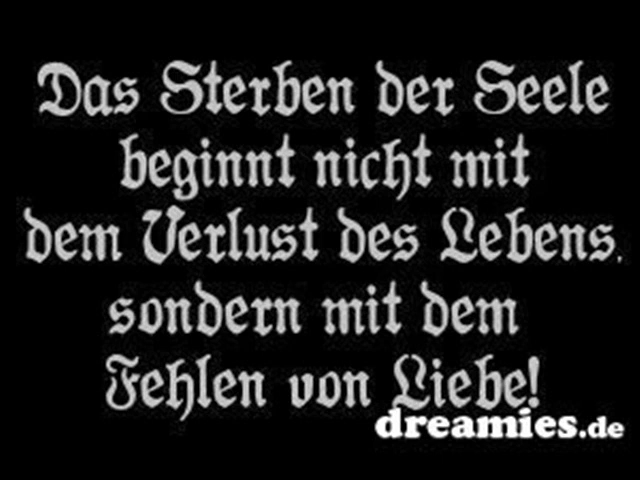 Das Sterben der Seele
beginnt nicht mit
dem Verlust des Lebens,
sondern mit dem
Fehlen von Liebe!
dreamies.de